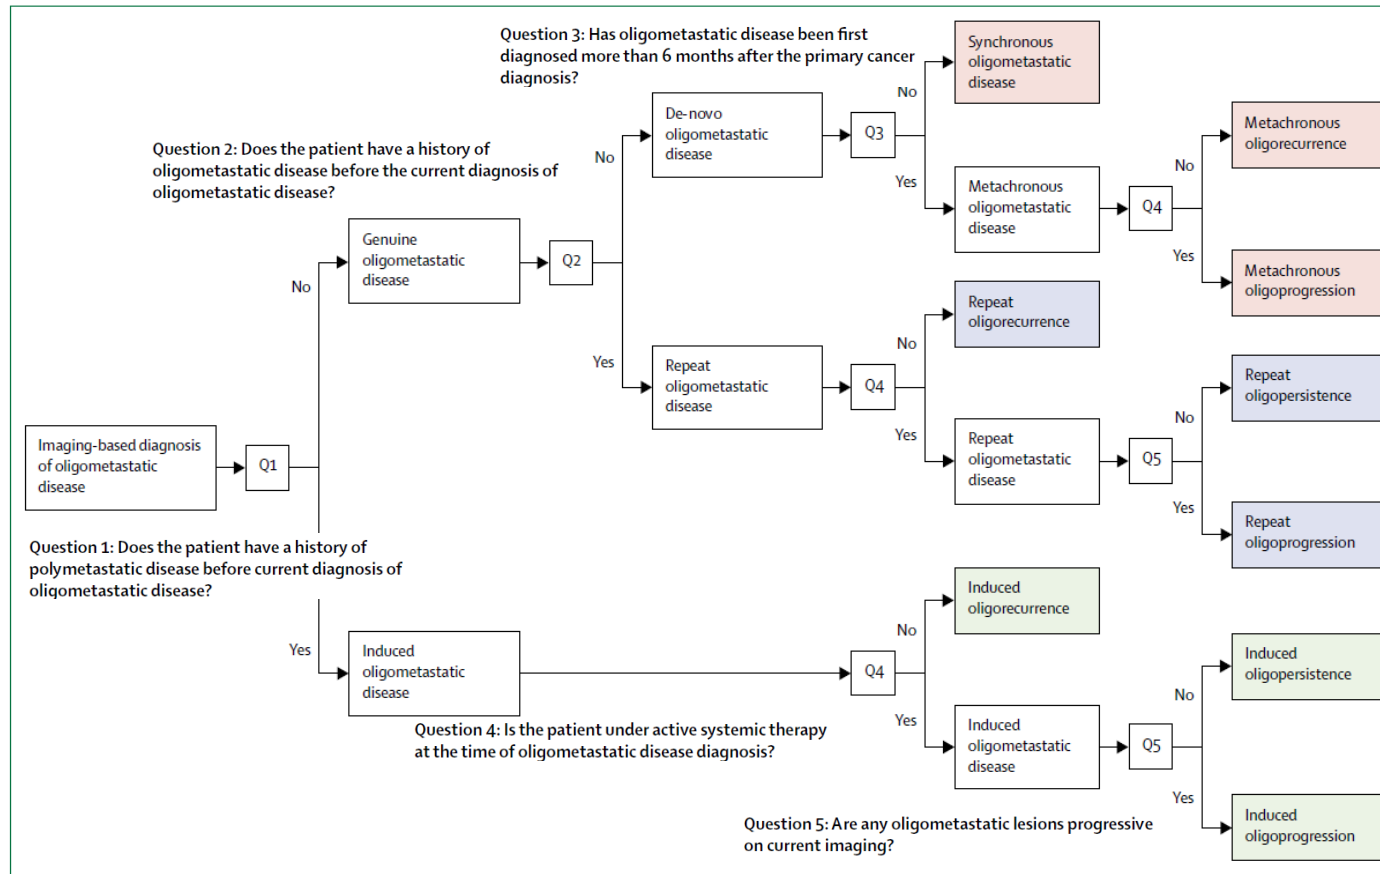 Question 3: Has oligometastatic disease been first
diagnosed more than 6 months after the primary cancer
diagnosis?
Synchronous
oligometastatic
disease
No
De-novo
oligometastatic
disease
Q3
Metachronous
oligorecurrence
Question 2: Does the patient have a history of
oligometastatic disease before the current diagnosis of
oligometastatic disease?
No
No
Yes
Metachronous
oligometastatic
disease
Q4
Genuine
oligometastatic
disease
Q2
Yes
Metachronous
oligoprogression
No
Repeat
oligorecurrence
No
Yes
Repeat
oligometastatic
disease
Q4
Repeat
oligopersistence
No
Yes
Repeat
oligometastatic
disease
Q5
Imaging-based diagnosis
of oligometastatic
disease
Q1
Yes
Repeat
oligoprogression
Question 1: Does the patient have a history of
polymetastatic disease before current diagnosis of
oligometastatic disease?
Induced
oligorecurrence
No
Yes
Induced
oligometastatic
disease
Q4
Induced
oligopersistence
No
Yes
Question 4: Is the patient under active systemic therapy
at the time of oligometastatic disease diagnosis?
Induced
oligometastatic
disease
Q5
Yes
Question 5: Are any oligometastatic lesions progressive
on current imaging?
Induced
oligoprogression